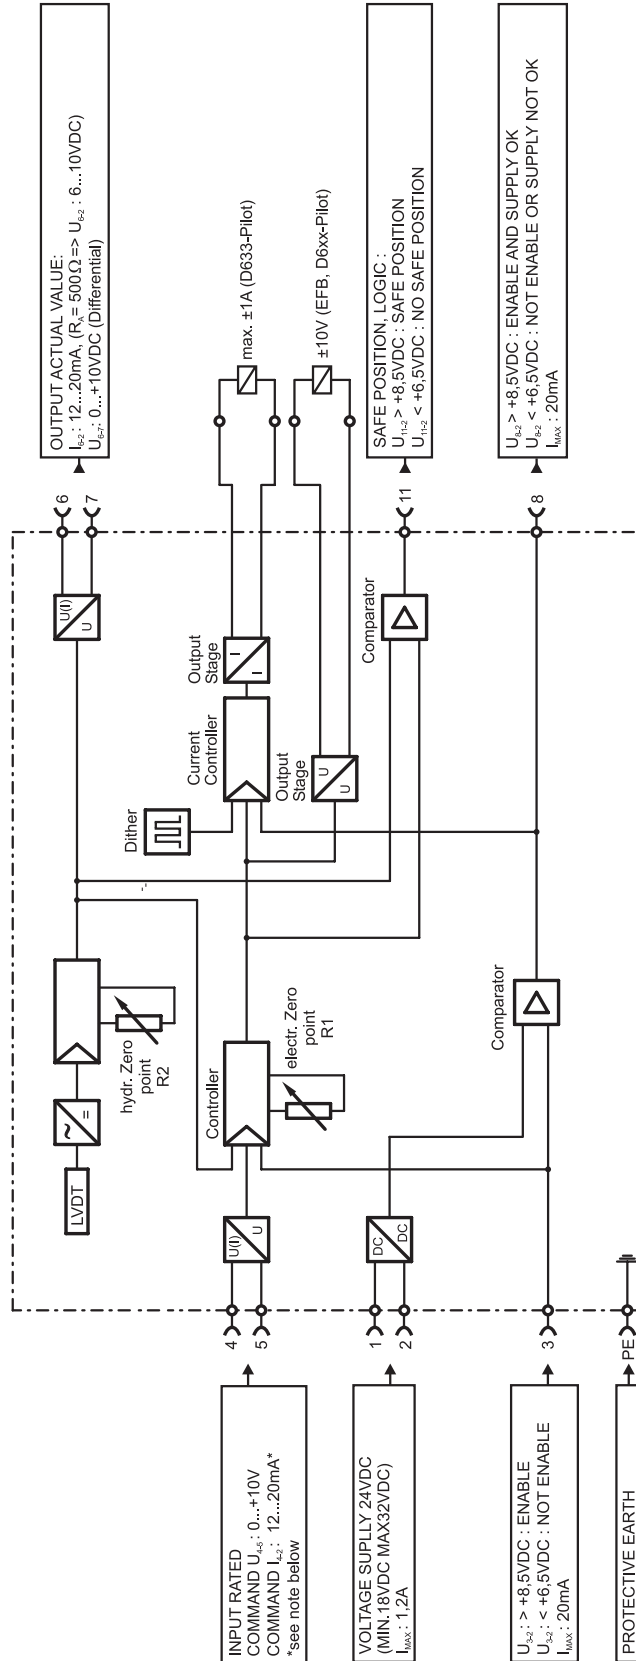 INPUT RATED
COMMAND U4-5 : 0...+10V
COMMAND I4-2 : 12...20mA*
*see note below
VOLTAGE SUPLLY 24VDC
(MIN.18VDC MAX32VDC)
IMAX : 1,2A
U3-2 : > +8,5VDC : ENABLE
U3-2 : < +6,5VDC : NOT ENABLE
IMAX : 20mA
PROTECTIVE EARTH
4
5
1
2
3
PE
LVDT
~
=
hydr. Zero
point
R2
U(I)
U
Controller
electr. Zero
point
R1
DC
DC
Comparator
Dither
Current
Controller
Output
Stage
I
I
Output
Stage
U
U
Comparator
U(I)
U
6
7
11
8
max. ±1A (D633-Pilot)
±10V (EFB, D6xx-Pilot)
OUTPUT ACTUAL VALUE:
I6-2 : 12...20mA, (RA= 500Ω => U6-2 : 6...10VDC)
U6-7 : 0...+10VDC (Differential)
SAFE POSITION, LOGIC :
U11-2 > +8,5VDC : SAFE POSITION
U11-2 < +6,5VDC : NO SAFE POSITION
U8-2 > +8,5VDC : ENABLE AND SUPPLY OK
U8-2 < +6,5VDC : NOT ENABLE OR SUPPLY NOT OK
IMAX : 20mA